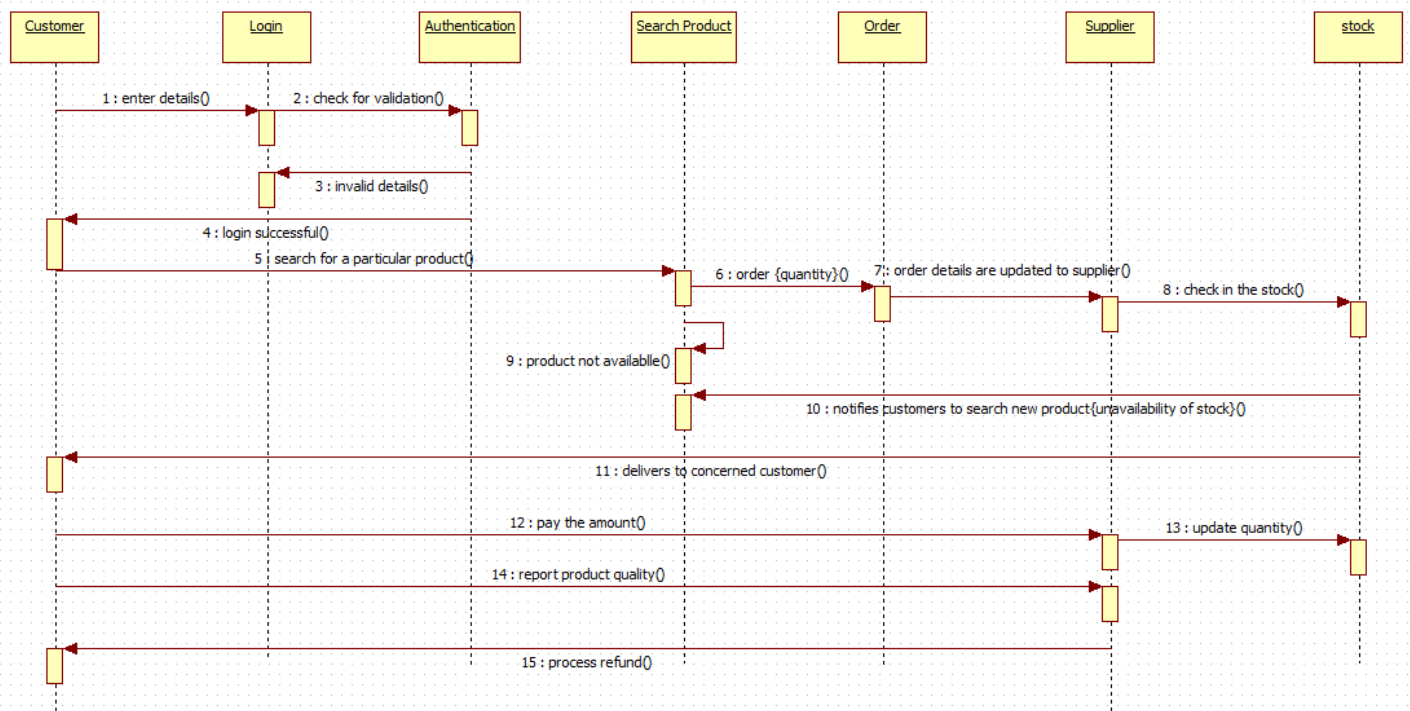 Customer
Login
Authentication
Search Product
Order
Supplier
stock
1 : enter details()
2 : check for validation()
3 : invalid details()
4 : login successful()
5 : search for a particular product()
6 : order {quantity}()
7 : order details are updated to supplier()
8 : check in the stock()
9 : product not availablle()
10 : notifies customers to search new product{unavailability of stock}()
11 : delivers to concerned customer()
12 : pay the amount()
13 : update quantity()
14 : report product quality()
15 : process refund()